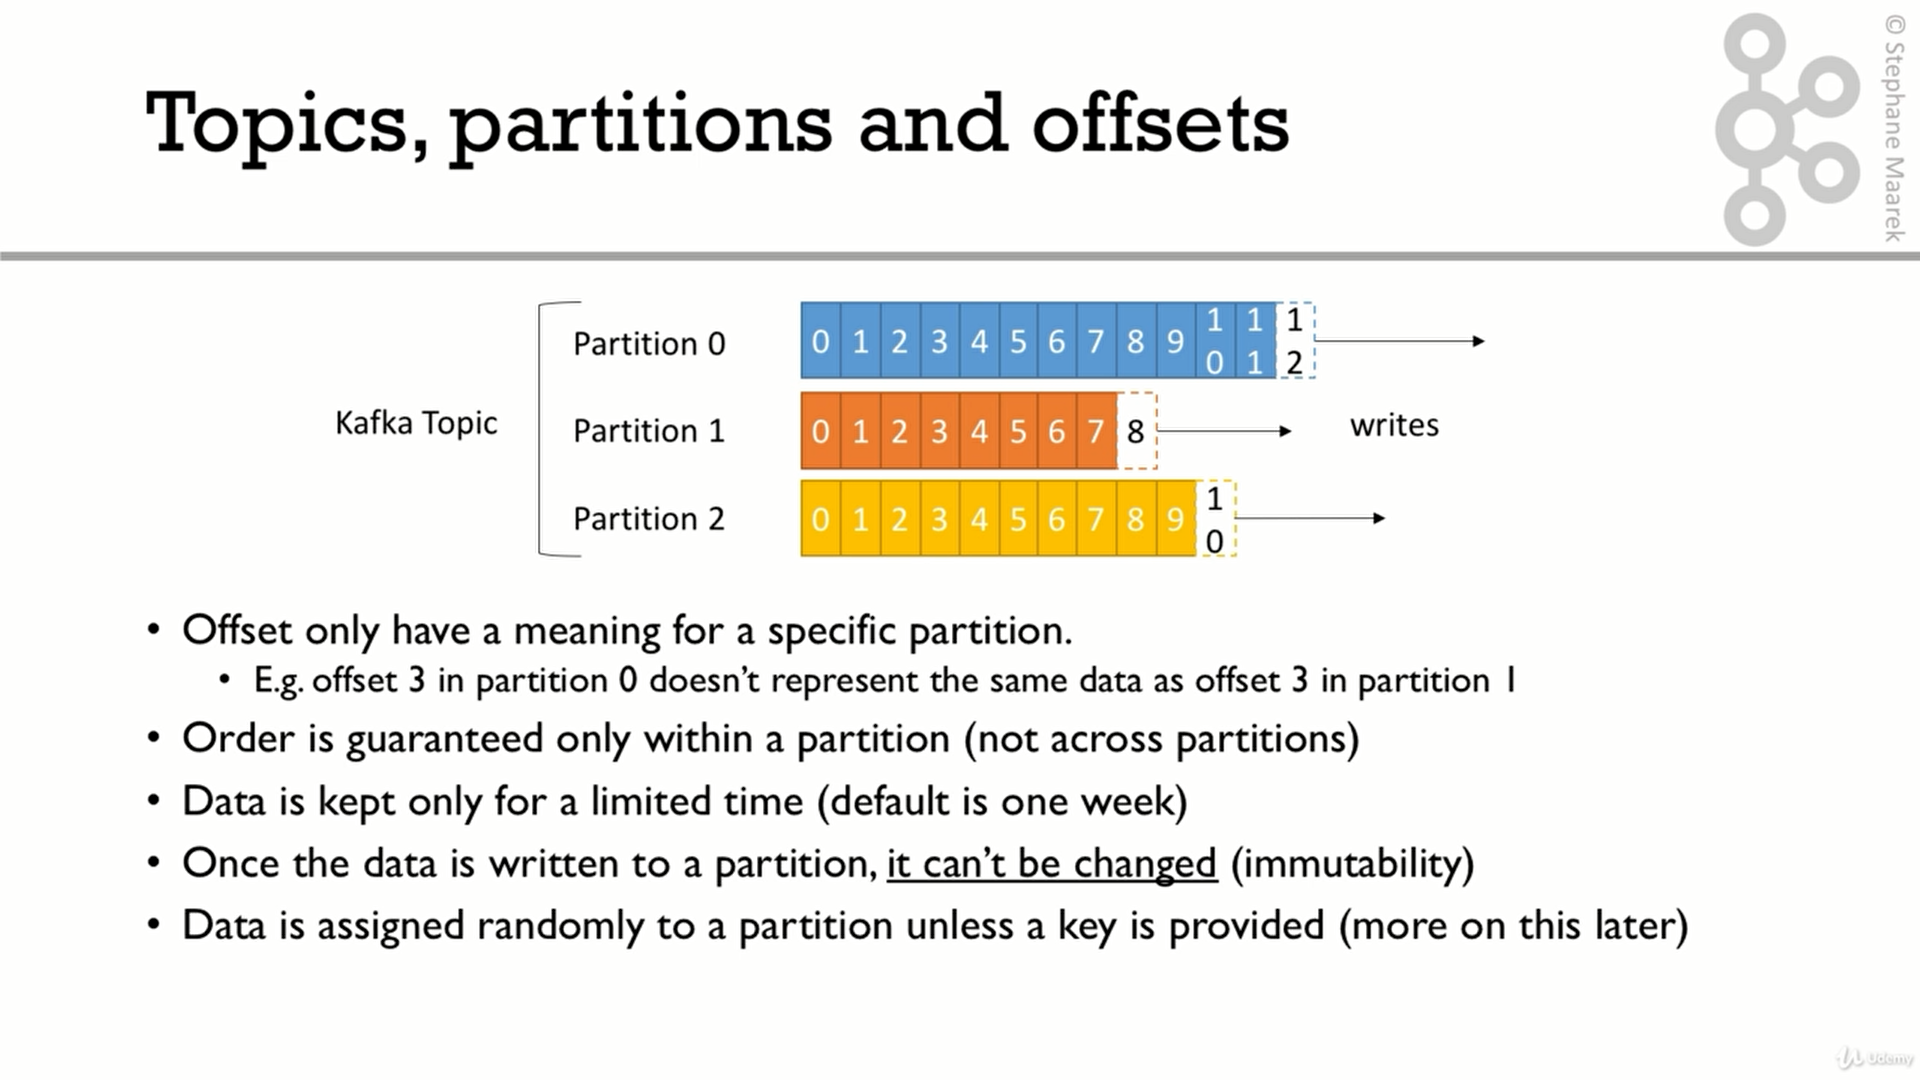 Topics, partitions and offsets
© Stephane Maarek
Kafka Topic
Partition 0
0 1 2 3 4 5 6 7 8 9 10 11 12
Partition 1
0 1 2 3 4 5 6 7 8
writes
Partition 2
0 1 2 3 4 5 6 7 8 9 10
• Offset only have a meaning for a specific partition.
• E.g. offset 3 in partition 0 doesn’t represent the same data as offset 3 in partition 1
• Order is guaranteed only within a partition (not across partitions)
• Data is kept only for a limited time (default is one week)
• Once the data is written to a partition, it can’t be changed (immutability)
• Data is assigned randomly to a partition unless a key is provided (more on this later)
Udemy